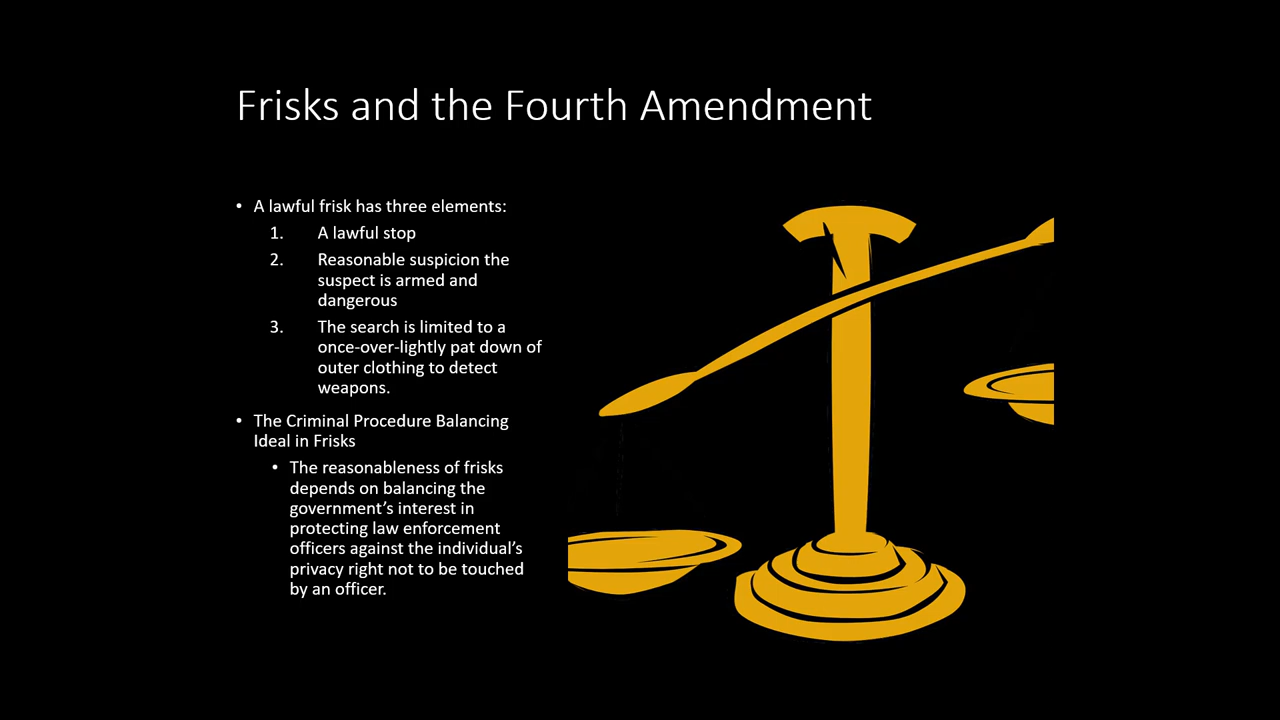 Frisks and the Fourth Amendment
• A lawful frisk has three elements:
1. A lawful stop
2. Reasonable suspicion the
suspect is armed and
dangerous
3. The search is limited to a
once-over-lightly pat down of
outer clothing to detect
weapons.
• The Criminal Procedure Balancing
Ideal in Frisks
• The reasonableness of frisks
depends on balancing the
government’s interest in
protecting law enforcement
officers against the individual’s
privacy right not to be touched
by an officer.